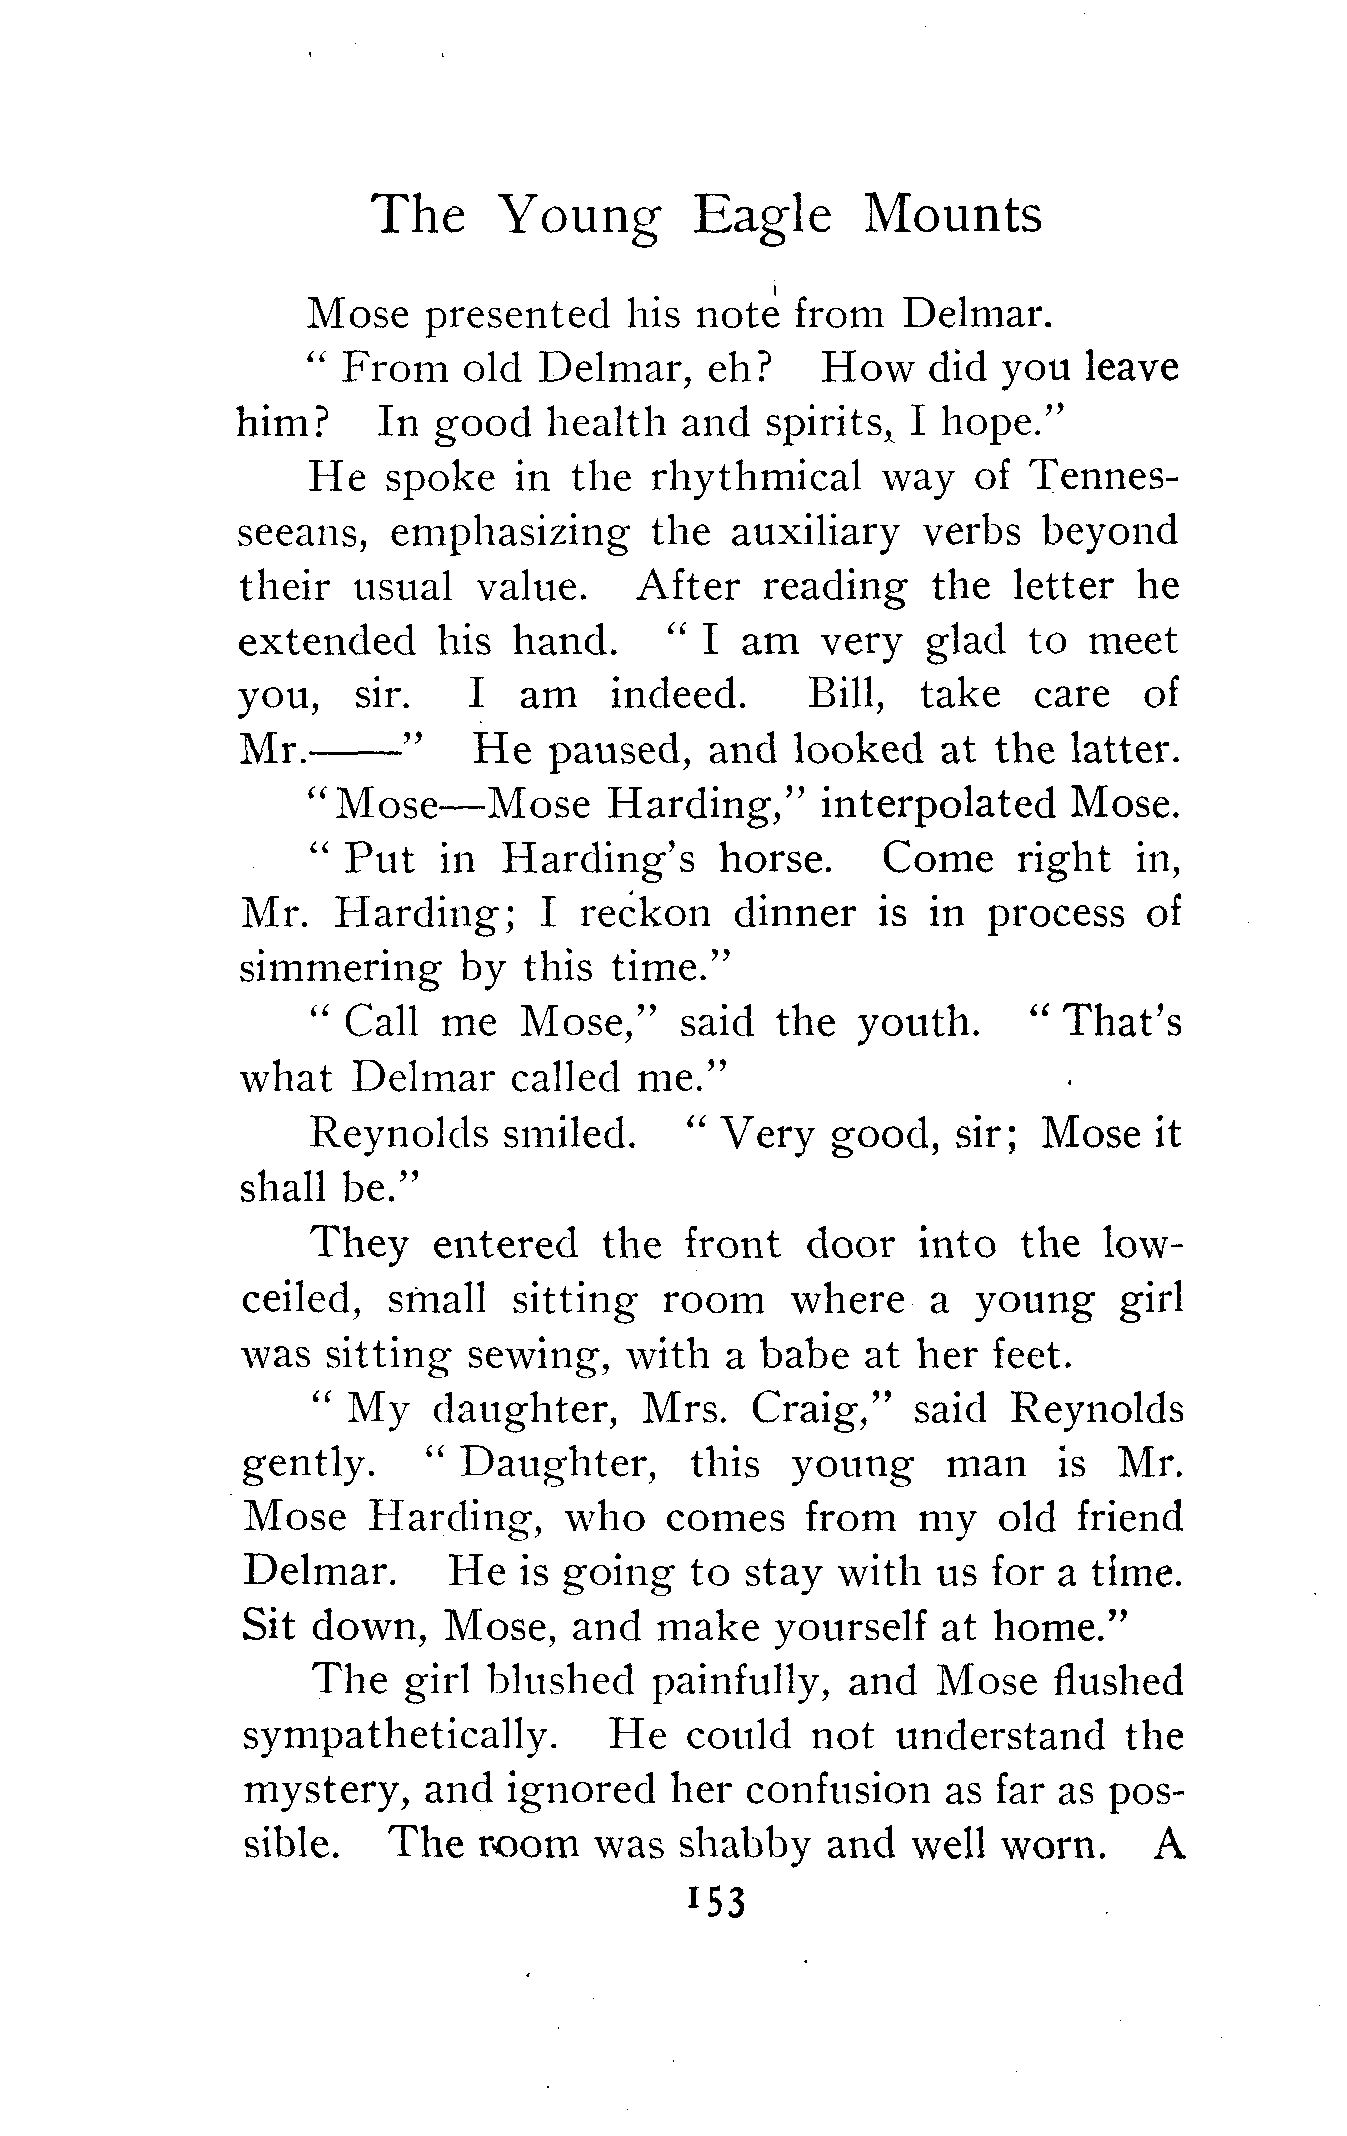 The Young Eagle Mounts
Mose presented his note from Delmar.
" From old Delmar, eh? How did you leave
him? In good health and spirits, I hope."
He spoke in the rhythmical way of Tennes-
seeans, emphasizing the auxiliary verbs beyond
their usual value. After reading the letter he
extended his hand. " I am very glad to meet
you, sir. I am indeed. Bill, take care of
Mr.——" He paused, and looked at the latter.
"Mose—Mose Harding," interpolated Mose.
" Put in Harding's horse. Come right in,
Mr. Harding; I reckon dinner is in process of
simmering by this time."
" Call me Mose," said the youth. " That's
what Delmar called me."
Reynolds smiled. " Very good, sir; Mose it
shall be."
They entered the front door into the low-
ceiled, small sitting room where a young girl
was sitting sewing, with a babe at her feet.
" My daughter, Mrs. Craig," said Reynolds
gently. " Daughter, this young man is Mr.
Mose Harding, who comes from my old friend
Delmar. He is going to stay with us for a time.
Sit down, Mose, and make yourself at home."
The girl blushed painfully, and Mose flushed
sympathetically. He could not understand the
mystery, and ignored her confusion as far as pos-
sible. The room was shabby and well worn. A
153